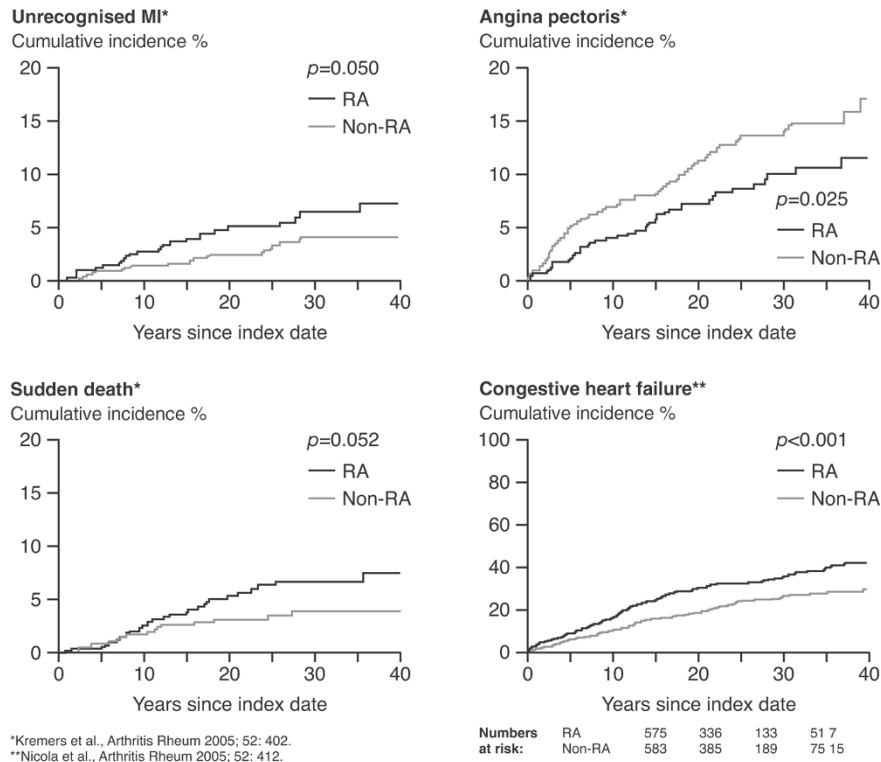 Unrecognised MI*
Cumulative incidence %
20
15
10
5
0
p=0.050
RA
Non-RA
0 10 20 30 40
Years since index date
Angina pectoris*
Cumulative incidence %
20
15
10
5
0
p=0.025
RA
Non-RA
0 10 20 30 40
Years since index date
Sudden death*
Cumulative incidence %
20
15
10
5
0
p=0.052
RA
Non-RA
0 10 20 30 40
Years since index date
Congestive heart failure**
Cumulative incidence %
100
80
60
40
20
0
p<0.001
RA
Non-RA
0 10 20 30 40
Years since index date
*Kremers et al., Arthritis Rheum 2005; 52: 402.
**Nicola et al., Arthritis Rheum 2005; 52: 412.
Numbers RA 575 336 133 51 7
at risk: Non-RA 583 385 189 75 15